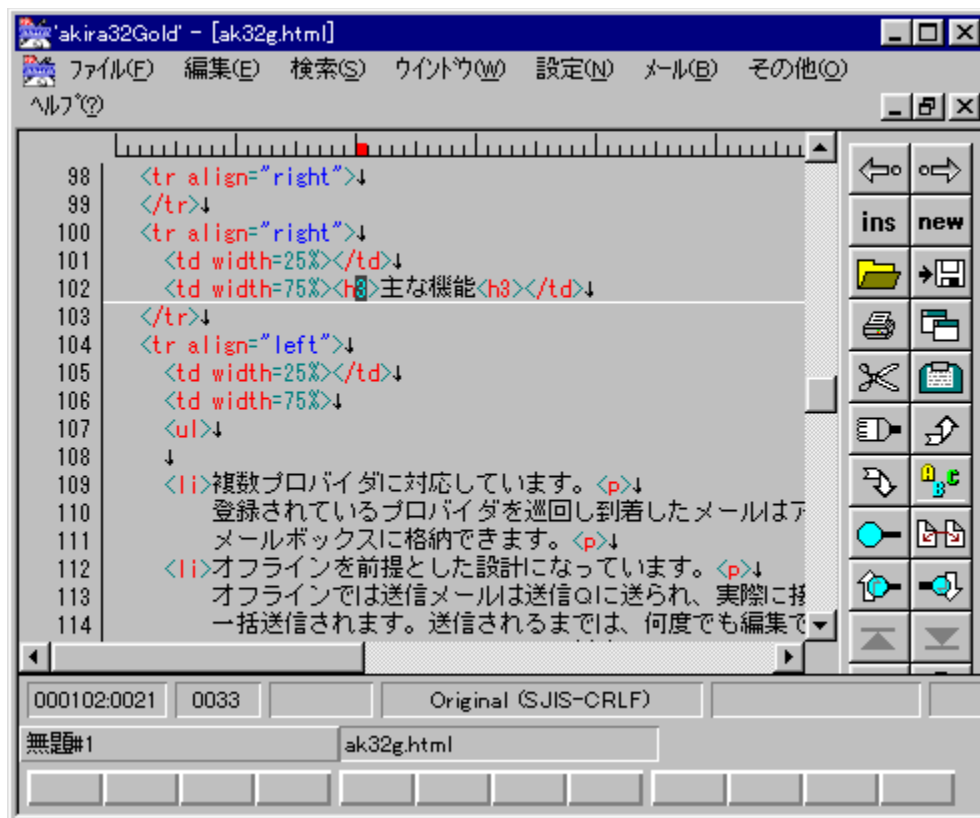 'akira32Gold' - [ak32g.html]
ﾌｧｲﾙ(F) 編集(E) 検索(S) ｳｲﾝﾄﾞｳ(W) 設定(N) ﾒｰﾙ(B) その他(O)
ﾍﾙﾌﾟ(?)
98 <tr align="right">↓
99 </tr>↓
100 <tr align="right">↓
101 <td width=25%></td>↓
102 <td width=75%><h3>主な機能<h3></td>↓
103 </tr>↓
104 <tr align="left">↓
105 <td width=25%></td>↓
106 <td width=75%>↓
107 <ul>↓
108 ↓
109 <li>複数プロバイダに対応しています。<p>↓
110 登録されているプロバイダを巡回し到着したメールはア
111 メールボックスに格納できます。<p>↓
112 <li>オフラインを前提とした設計になっています。<p>↓
113 オフラインでは送信メールは送信Qに送られ、実際に接
114 一括送信されます。送信されるまでは、何度でも編集で
ins new
A B C
000102:0021 0033 Original (SJIS-CRLF)
無題#1 ak32g.html